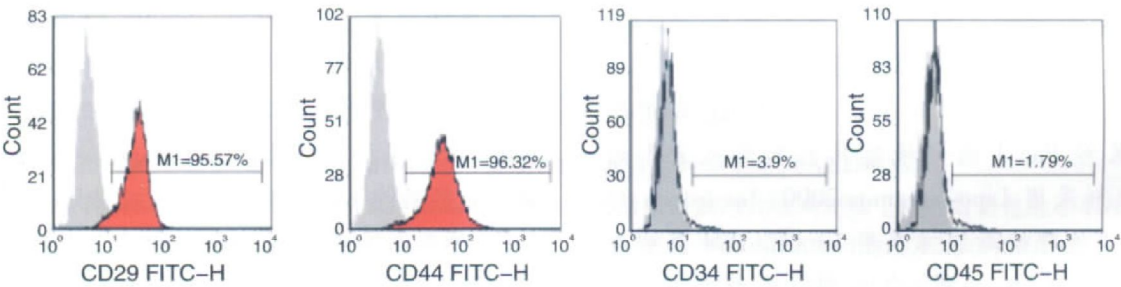 83
62
42
21
0
Count
M1=95.57%
10⁰ 10¹ 10² 10³ 10⁴
CD29 FITC–H
102
77
51
28
0
Count
M1=96.32%
10⁰ 10¹ 10² 10³ 10⁴
CD44 FITC–H
119
89
60
30
0
Count
M1=3.9%
10⁰ 10¹ 10² 10³ 10⁴
CD34 FITC–H
110
83
55
28
0
Count
M1=1.79%
10⁰ 10¹ 10² 10³ 10⁴
CD45 FITC–H